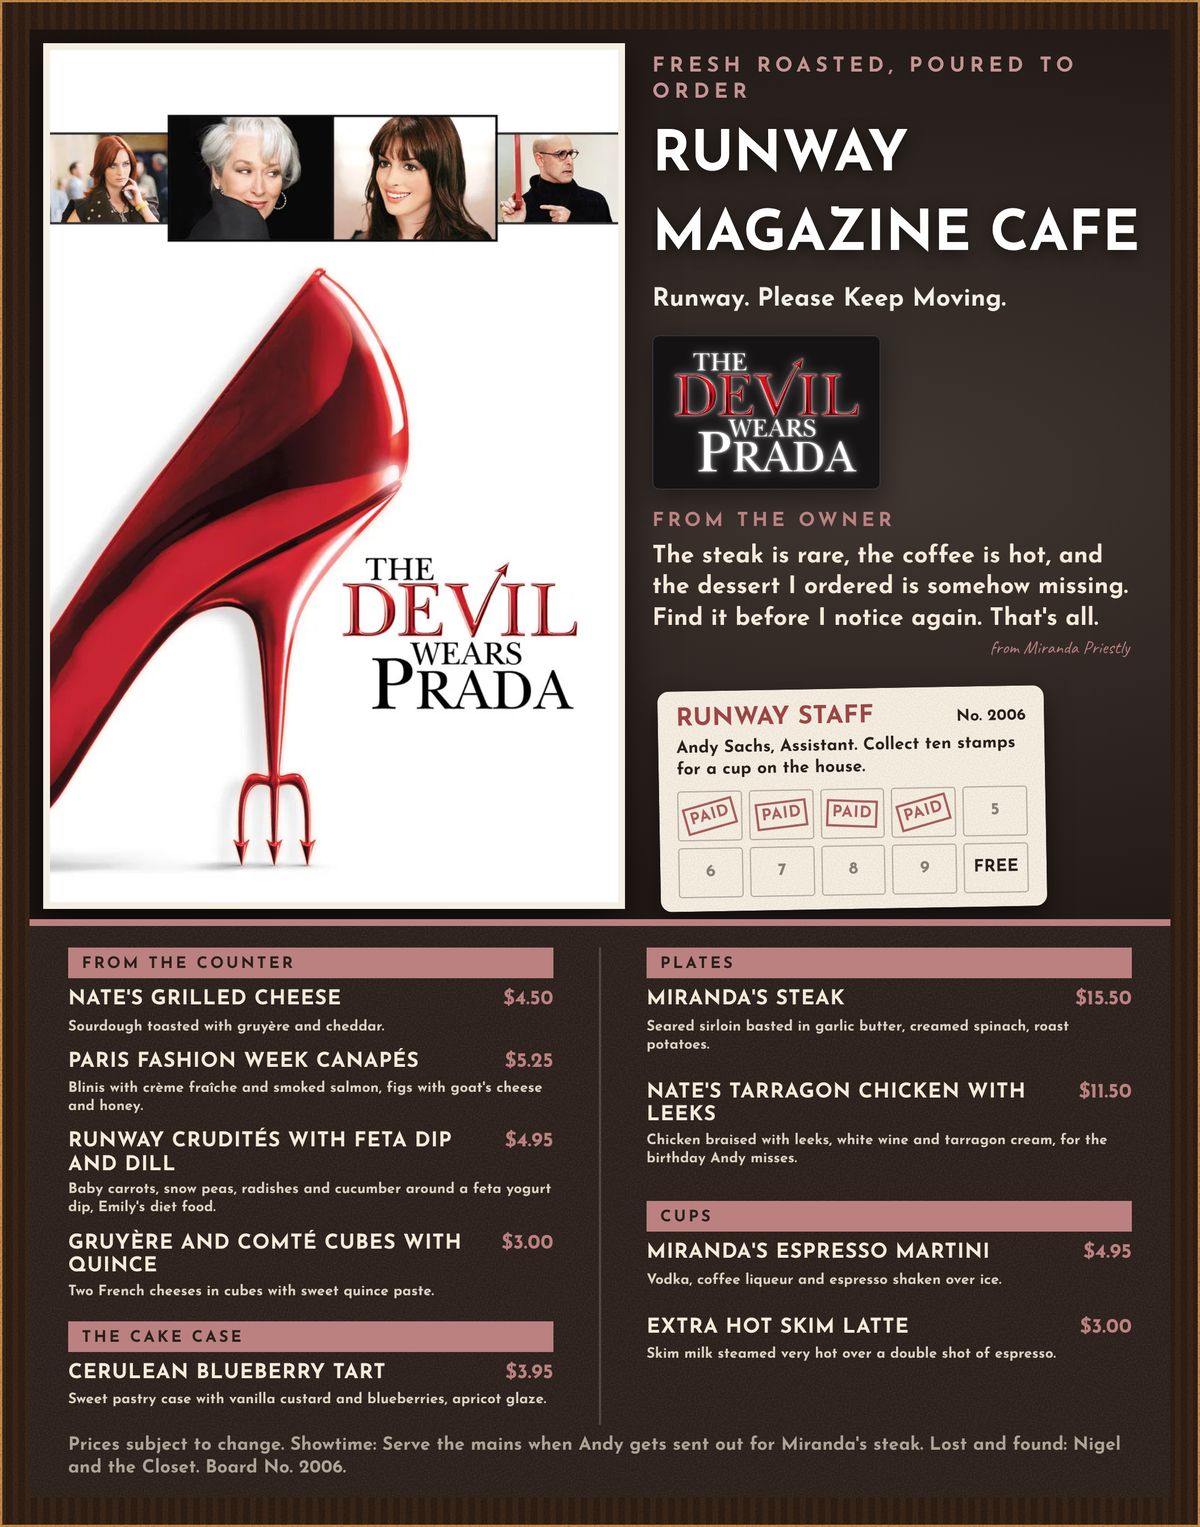 THE
DEVIL
WEARS
PRADA
FRESH ROASTED, POURED TO
ORDER
RUNWAY
MAGAZINE CAFE
Runway. Please Keep Moving.
THE
DEVIL
WEARS
PRADA
FROM THE OWNER
The steak is rare, the coffee is hot, and
the dessert I ordered is somehow missing.
Find it before I notice again. That's all.
from Miranda Priestly
RUNWAY STAFF No. 2006
Andy Sachs, Assistant. Collect ten stamps
for a cup on the house.
PAID PAID PAID PAID 5
6 7 8 9 FREE
FROM THE COUNTER
NATE'S GRILLED CHEESE $4.50
Sourdough toasted with gruyère and cheddar.
PARIS FASHION WEEK CANAPÉS $5.25
Blinis with crème fraîche and smoked salmon, figs with goat's cheese
and honey.
RUNWAY CRUDITÉS WITH FETA DIP $4.95
AND DILL
Baby carrots, snow peas, radishes and cucumber around a feta yogurt
dip, Emily's diet food.
GRUYÈRE AND COMTÉ CUBES WITH $3.00
QUINCE
Two French cheeses in cubes with sweet quince paste.
THE CAKE CASE
CERULEAN BLUEBERRY TART $3.95
Sweet pastry case with vanilla custard and blueberries, apricot glaze.
PLATES
MIRANDA'S STEAK $15.50
Seared sirloin basted in garlic butter, creamed spinach, roast
potatoes.
NATE'S TARRAGON CHICKEN WITH $11.50
LEEKS
Chicken braised with leeks, white wine and tarragon cream, for the
birthday Andy misses.
CUPS
MIRANDA'S ESPRESSO MARTINI $4.95
Vodka, coffee liqueur and espresso shaken over ice.
EXTRA HOT SKIM LATTE $3.00
Skim milk steamed very hot over a double shot of espresso.
Prices subject to change. Showtime: Serve the mains when Andy gets sent out for Miranda's steak. Lost and found: Nigel
and the Closet. Board No. 2006.